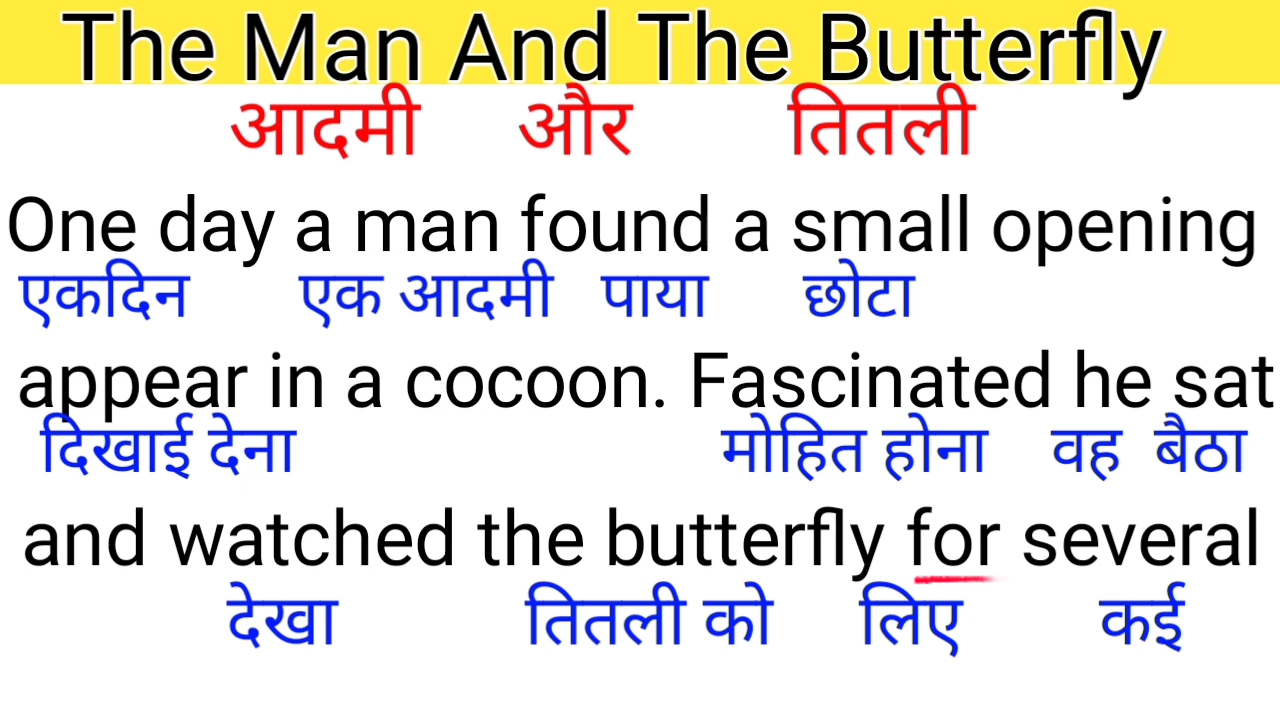 The Man And The Butterfly
आदमी और तितली
One day a man found a small opening
एकदिन एक आदमी पाया छोटा
appear in a cocoon. Fascinated he sat
दिखाई देना मोहित होना वह बैठा
and watched the butterfly for several
देखा तितली को लिए कई